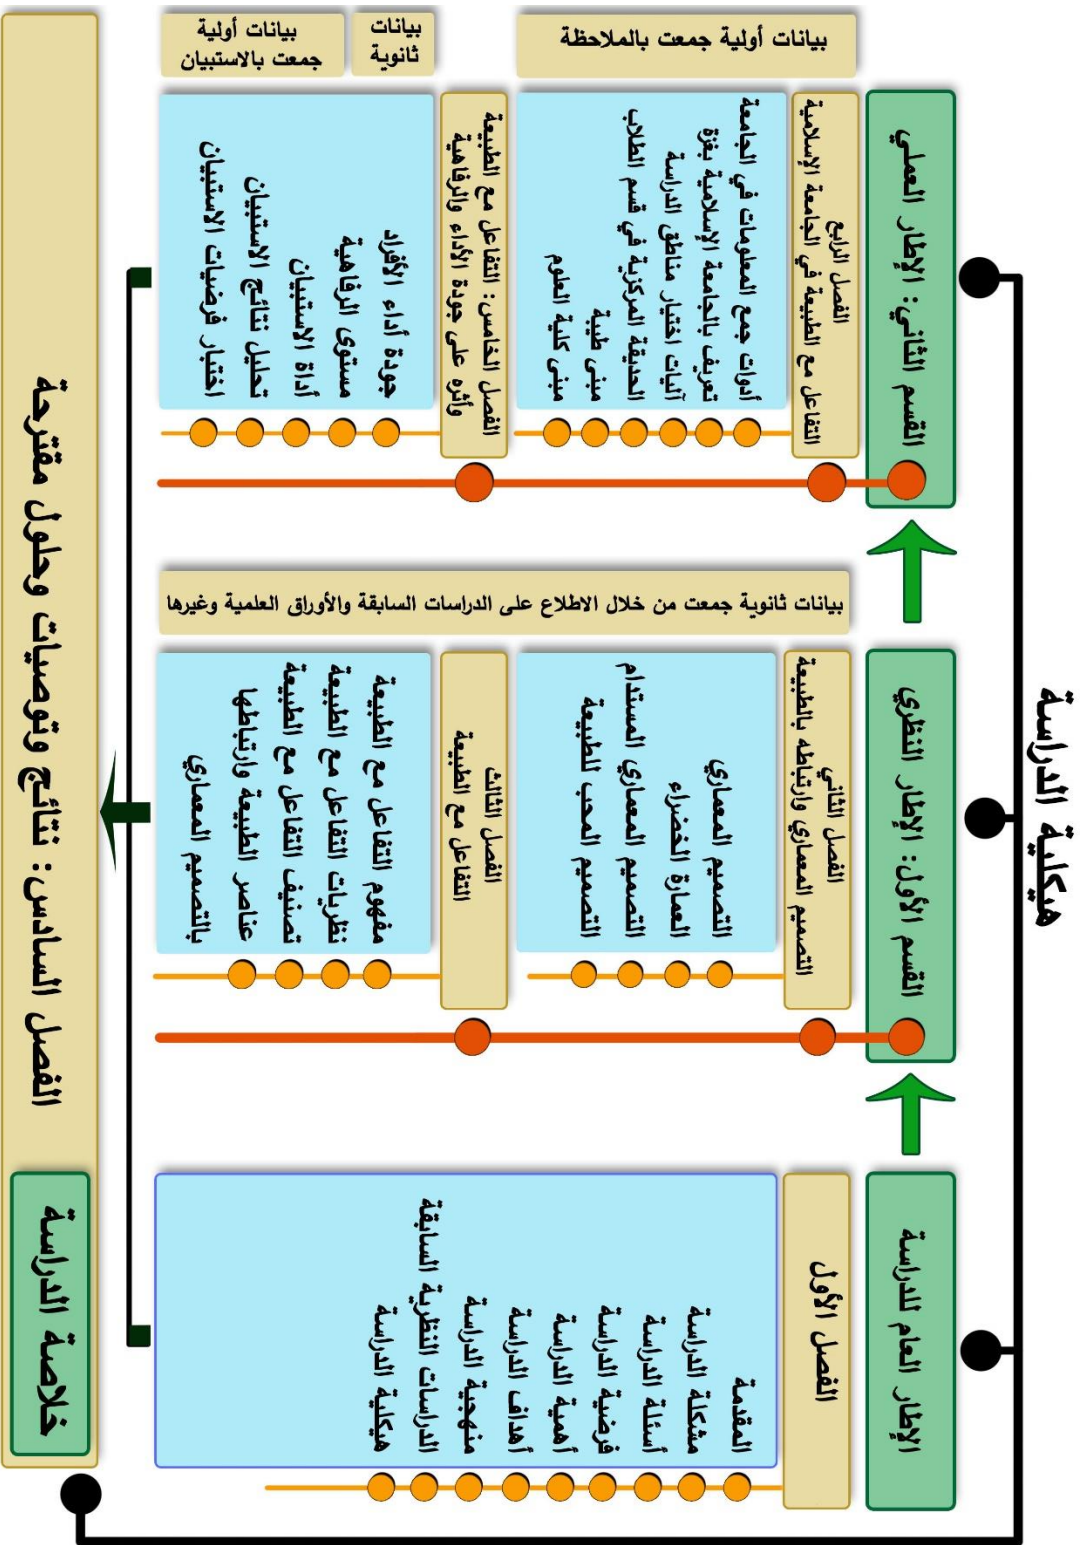 هيكلية الدراسة
الإطار العام للدراسة
الفصل الأول
المقدمة
مشكلة الدراسة
أسئلة الدراسة
فرضية الدراسة
أهمية الدراسة
أهداف الدراسة
منهجية الدراسة
الدراسات النظرية السابقة
هيكلية الدراسة
القسم الأول: الإطار النظري
الفصل الثاني
التصميم المعماري وارتباطه بالطبيعة
التصميم المعماري
العمارة الخضراء
التصميم المعماري المستدام
التصميم المحب للطبيعة
الفصل الثالث
التفاعل مع الطبيعة
مفهوم التفاعل مع الطبيعة
نظريات التفاعل مع الطبيعة
تصنيف التفاعل مع الطبيعة
عناصر الطبيعة وارتباطها
بالتصميم المعماري
بيانات ثانوية جمعت من خلال الاطلاع على الدراسات السابقة والأوراق العلمية وغيرها
القسم الثاني: الإطار العملي
الفصل الرابع
التفاعل مع الطبيعة في الجامعة الإسلامية
أدوات جمع المعلومات في الجامعة
تعريف بالجامعة الإسلامية بغزة
آليات اختيار مناطق الدراسة
الحديقة المركزية في قسم الطلاب
مبنى طيبة
مبنى كلية العلوم
بيانات أولية جمعت بالملاحظة
الفصل الخامس: التفاعل مع الطبيعة
وأثره على جودة الأداء والرفاهية
جودة أداء الأفراد
مستوى الرفاهية
أداة الاستبيان
تحليل نتائج الاستبيان
اختبار فرضيات الاستبيان
بيانات
ثانوية
بيانات أولية
جمعت بالاستبيان
خلاصة الدراسة
الفصل السادس: نتائج وتوصيات وحلول مقترحة